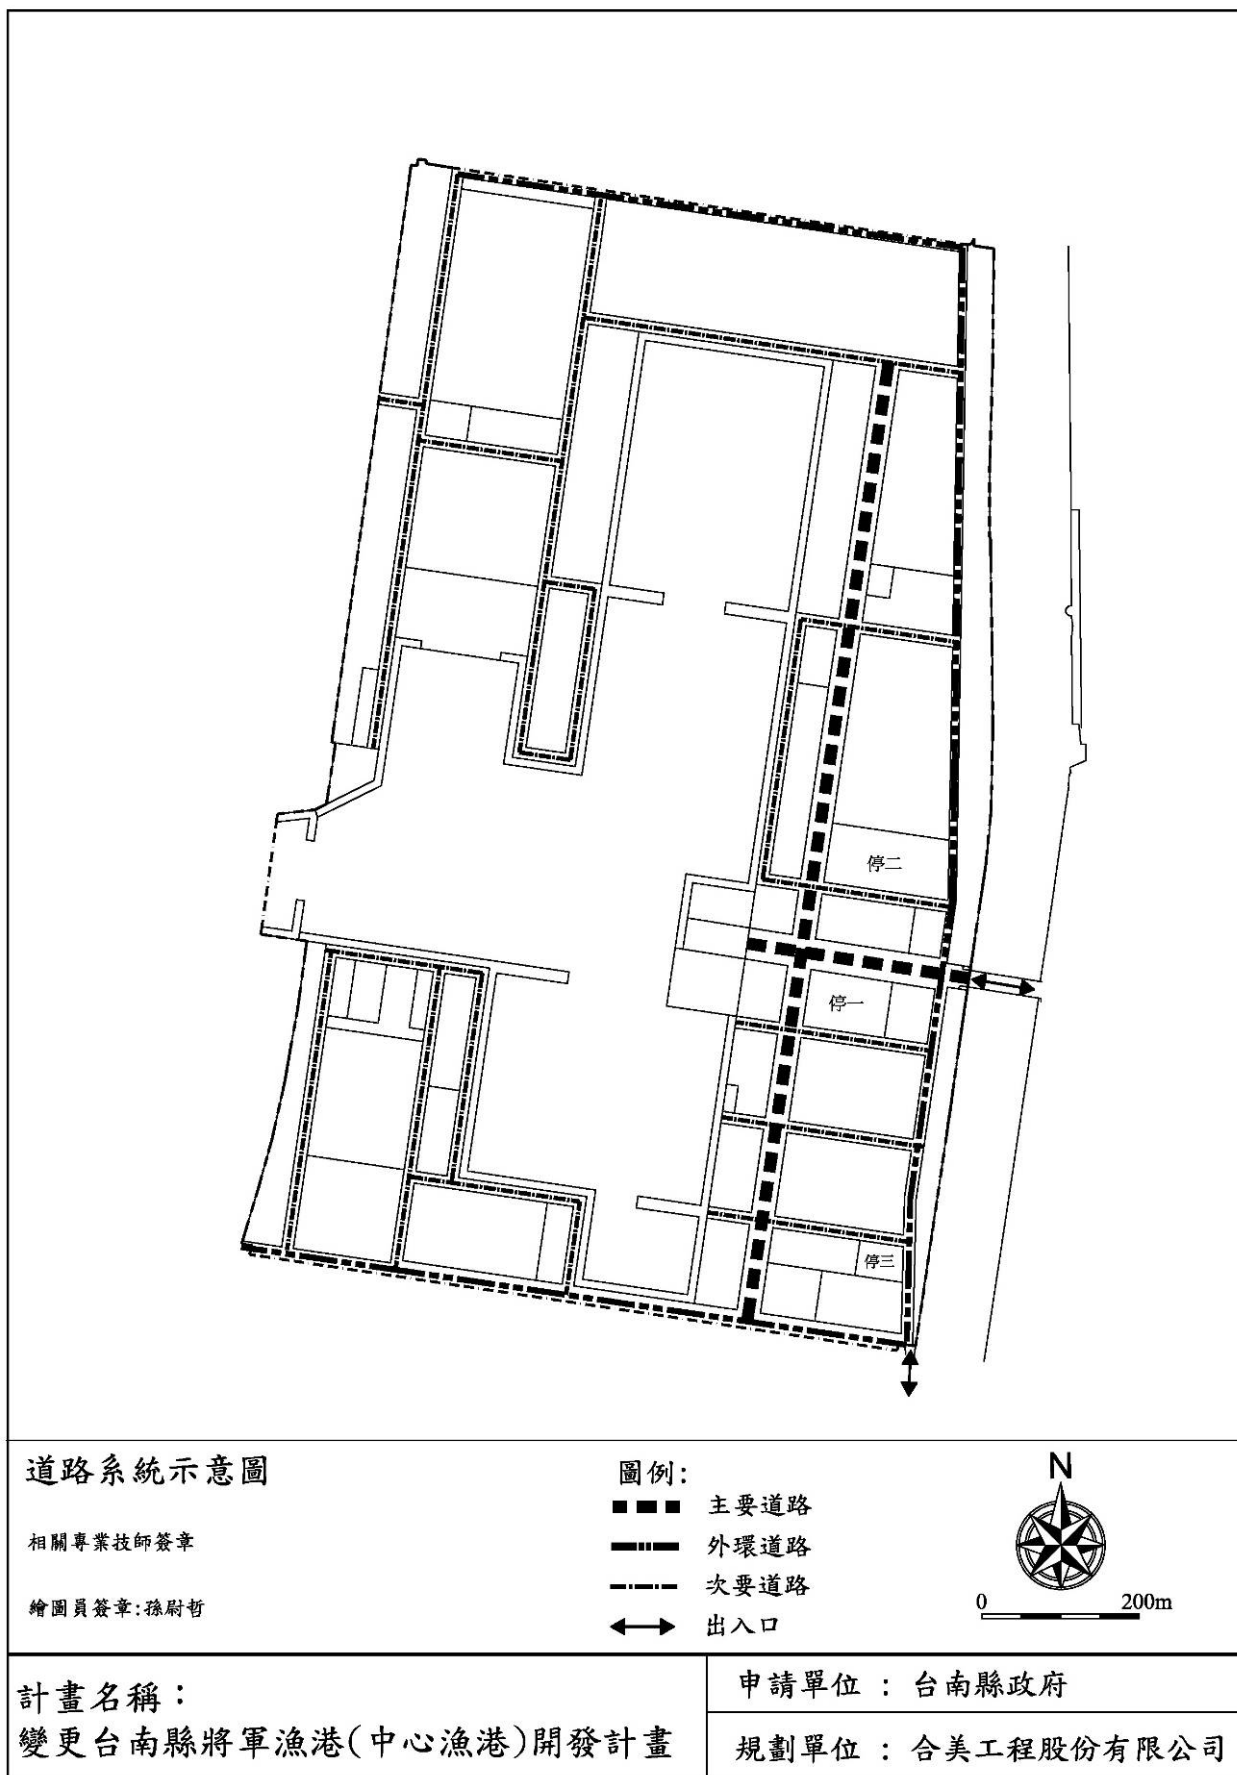 停二
停一
停三
道路系統示意圖
相關專業技師簽章
繪圖員簽章:孫尉哲
圖例:
主要道路
外環道路
次要道路
出入口
N
0 200m
計畫名稱：
變更台南縣將軍漁港(中心漁港)開發計畫
申請單位 : 台南縣政府
規劃單位 : 合美工程股份有限公司